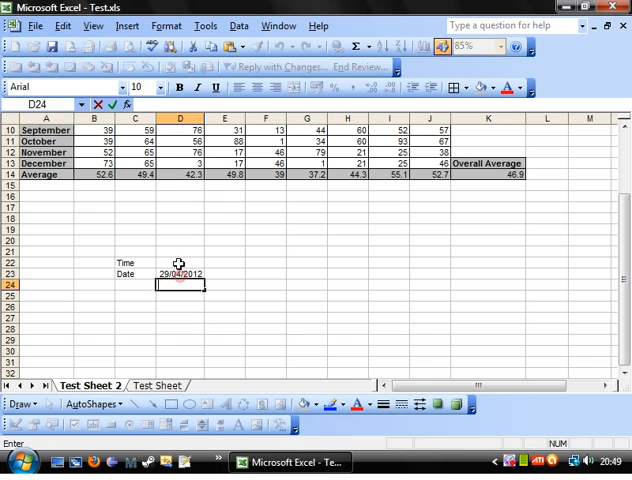 Microsoft Excel - Test.xls
File Edit View Insert Format Tools Data Window Help Type a question for help
Σ 85%
Reply with Changes... End Review...
Arial 10 B I U % A
D24 fx
A B C D E F G H I J K L M
10 September 39 59 76 31 13 44 60 52 57
11 October 39 64 56 88 1 34 60 93 67
12 November 52 65 76 17 46 79 21 25 38
13 December 73 65 3 17 46 1 21 25 46 Overall Average
14 Average 52.6 49.4 42.3 49.8 39 37.2 44.3 55.1 52.7 46.9
15
16
17
18
19
20
21
22 Time
23 Date 29/04/2012
24
25
26
27
28
29
30
31
32
Test Sheet 2 Test Sheet
Draw AutoShapes A A
Enter NUM
Microsoft Excel - Te... 20:49